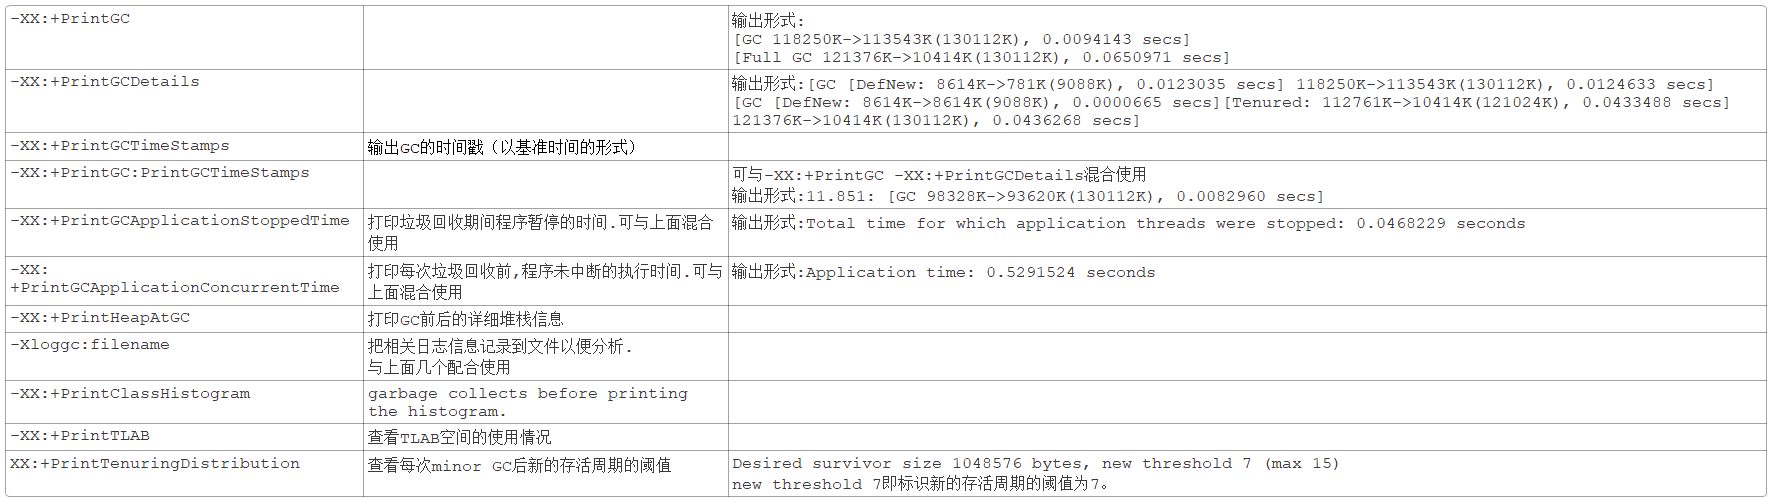 -XX:+PrintGC
输出形式:
[GC 118250K->113543K(130112K), 0.0094143 secs]
[Full GC 121376K->10414K(130112K), 0.0650971 secs]
-XX:+PrintGCDetails
输出形式:[GC [DefNew: 8614K->781K(9088K), 0.0123035 secs] 118250K->113543K(130112K), 0.0124633 secs]
[GC [DefNew: 8614K->8614K(9088K), 0.0000665 secs][Tenured: 112761K->10414K(121024K), 0.0433488 secs]
121376K->10414K(130112K), 0.0436268 secs]
-XX:+PrintGCTimeStamps
输出GC的时间戳（以基准时间的形式）
-XX:+PrintGC:PrintGCTimeStamps
可与-XX:+PrintGC -XX:+PrintGCDetails混合使用
输出形式:11.851: [GC 98328K->93620K(130112K), 0.0082960 secs]
-XX:+PrintGCApplicationStoppedTime
打印垃圾回收期间程序暂停的时间.可与上面混合
使用
输出形式:Total time for which application threads were stopped: 0.0468229 seconds
-XX:
+PrintGCApplicationConcurrentTime
打印每次垃圾回收前,程序未中断的执行时间.可与
上面混合使用
输出形式:Application time: 0.5291524 seconds
-XX:+PrintHeapAtGC
打印GC前后的详细堆栈信息
-Xloggc:filename
把相关日志信息记录到文件以便分析.
与上面几个配合使用
-XX:+PrintClassHistogram
garbage collects before printing
the histogram.
-XX:+PrintTLAB
查看TLAB空间的使用情况
XX:+PrintTenuringDistribution
查看每次minor GC后新的存活周期的阈值
Desired survivor size 1048576 bytes, new threshold 7 (max 15)
new threshold 7即标识新的存活周期的阈值为7。